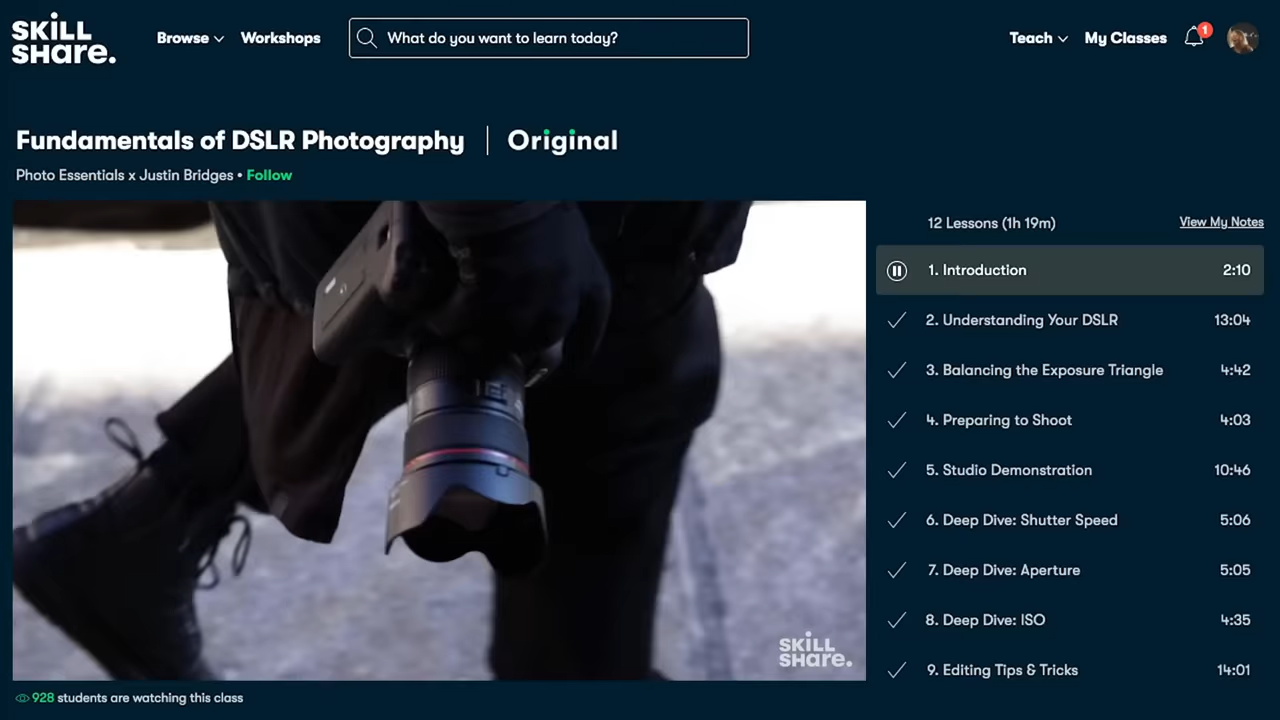 SKILL
SHare.
Browse
Workshops
What do you want to learn today?
Teach
My Classes
1
Fundamentals of DSLR Photography | Original
Photo Essentials x Justin Bridges • Follow
12 Lessons (1h 19m)
View My Notes
1. Introduction 2:10
2. Understanding Your DSLR 13:04
3. Balancing the Exposure Triangle 4:42
4. Preparing to Shoot 4:03
5. Studio Demonstration 10:46
6. Deep Dive: Shutter Speed 5:06
7. Deep Dive: Aperture 5:05
8. Deep Dive: ISO 4:35
9. Editing Tips & Tricks 14:01
SKILL
SHare.
928 students are watching this class